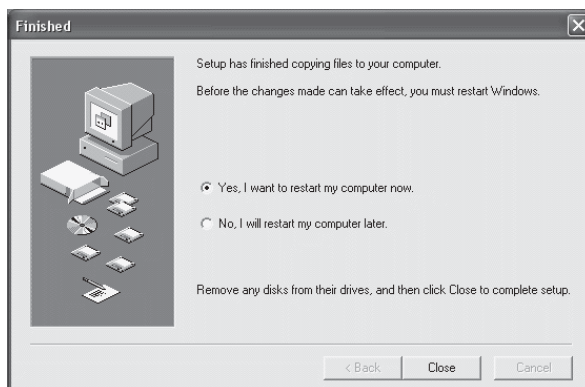 Finished
Setup has finished copying files to your computer.
Before the changes made can take effect, you must restart Windows.
Yes, I want to restart my computer now.
No, I will restart my computer later.
Remove any disks from their drives, and then click Close to complete setup.
< Back
Close
Cancel